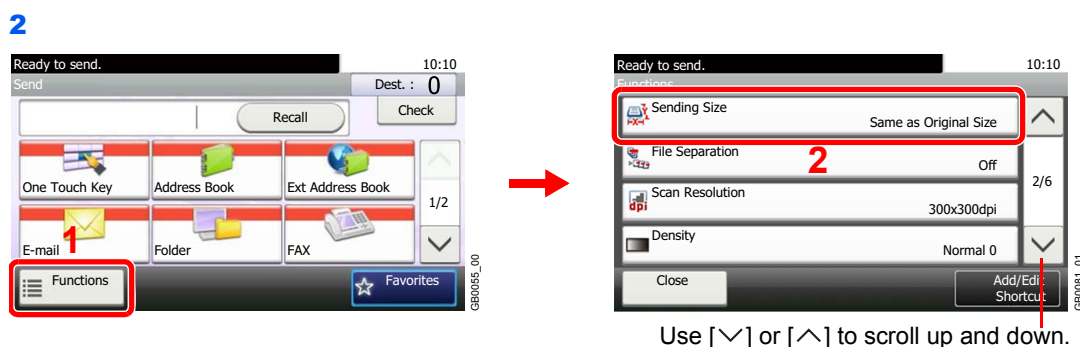 2
Ready to send. 10:10
Send Dest. : 0
Recall Check
One Touch Key Address Book Ext Address Book
1/2
E-mail Folder FAX
1
Functions Favorites
GB0055_00
Ready to send. 10:10
Functions
Sending Size
Same as Original Size
File Separation
2 Off
2/6
Scan Resolution
300x300dpi
dpi
Density
Normal 0
Close Add/Edit
Shortcut
GB0081_01
Use [∨] or [∧] to scroll up and down.